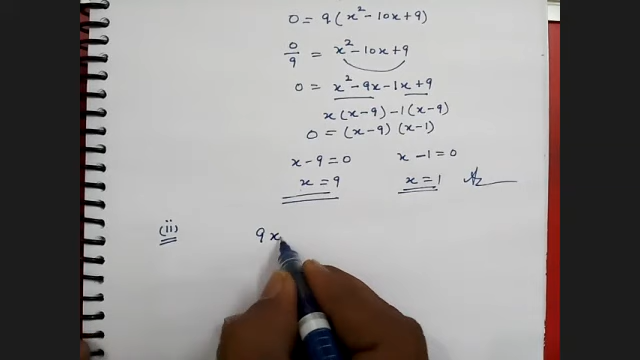 0 = 9(x² - 10x + 9)
0/9 = x² - 10x + 9
0 = x² - 9x - 1x + 9
x(x - 9) - 1(x - 9)
0 = (x - 9) (x - 1)
x - 9 = 0 x - 1 = 0
x = 9 x = 1
(ii) 9x